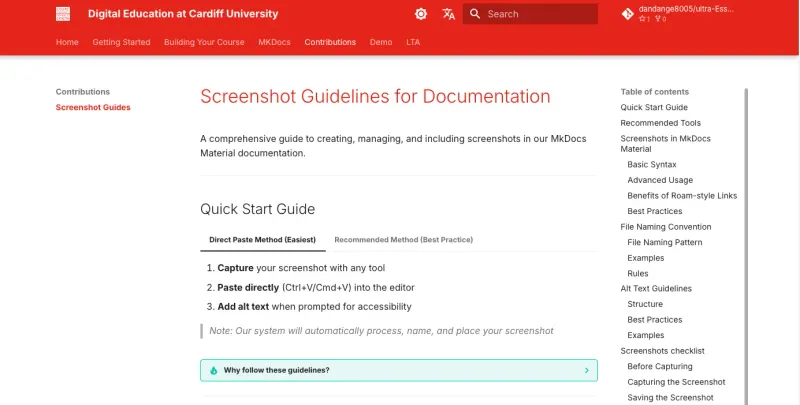 Digital Education at Cardiff University
Search
dandange8005/ultra-Ess...
1 0
Home Getting Started Building Your Course MKDocs Contributions Demo LTA
Contributions
Screenshot Guides
Screenshot Guidelines for Documentation
A comprehensive guide to creating, managing, and including screenshots in our MkDocs
Material documentation.
Quick Start Guide
Direct Paste Method (Easiest) Recommended Method (Best Practice)
1. Capture your screenshot with any tool
2. Paste directly (Ctrl+V/Cmd+V) into the editor
3. Add alt text when prompted for accessibility
Note: Our system will automatically process, name, and place your screenshot
Why follow these guidelines?
Table of contents
Quick Start Guide
Recommended Tools
Screenshots in MkDocs
Material
Basic Syntax
Advanced Usage
Benefits of Roam-style Links
Best Practices
File Naming Convention
File Naming Pattern
Examples
Rules
Alt Text Guidelines
Structure
Best Practices
Examples
Screenshots checklist
Before Capturing
Capturing the Screenshot
Saving the Screenshot